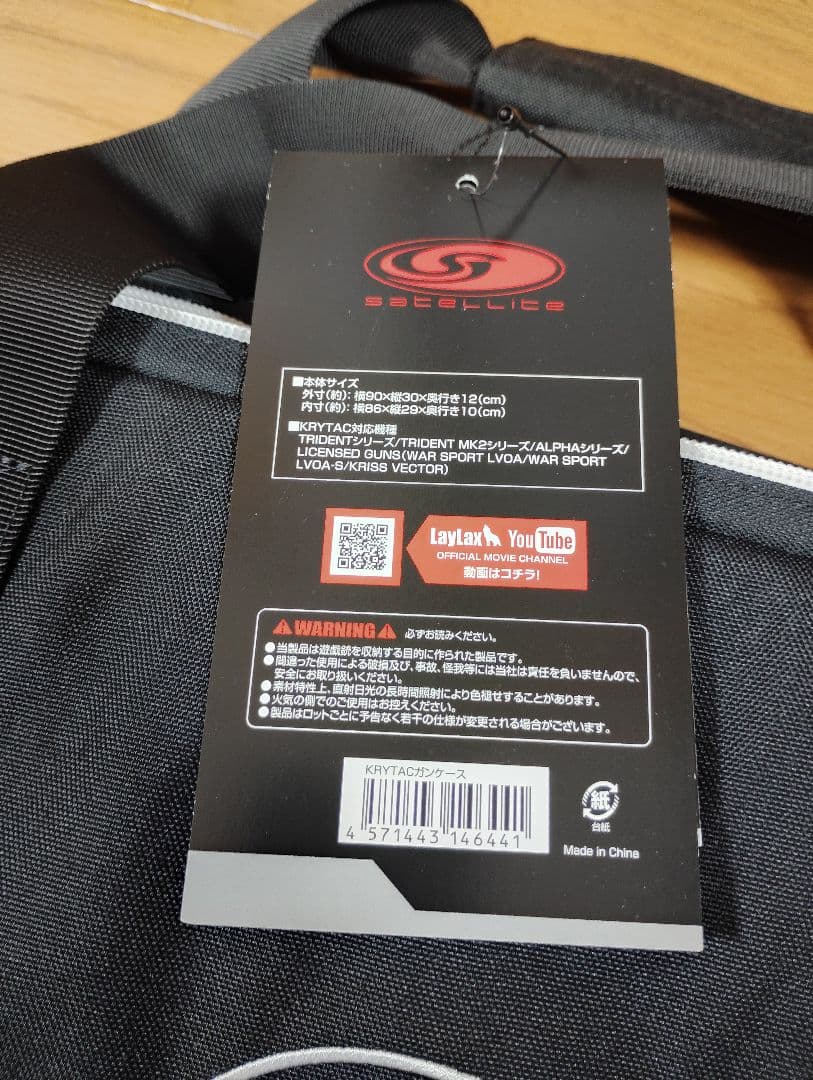 satellite
■本体サイズ
外寸(約):横90×縦30×奥行き12(cm)
内寸(約):横86×縦29×奥行き10(cm)
■KRYTAC対応機種
TRIDENTシリーズ/TRIDENT MK2シリーズ/ALPHAシリーズ/
LICENSED GUNS(WAR SPORT LVOA/WAR SPORT
LVOA-S/KRISS VECTOR)
LayLax YouTube
OFFICIAL MOVIE CHANNEL
動画はコチラ!
WARNING 必ずお読みください。
●当製品は遊戯銃を収納する目的に作られた製品です。
●間違った使用による破損及び、事故、怪我等には当社は責任を負いませんので、
安全にお取り扱いください。
●素材特性上、直射日光の長時間照射により色褪せすることがあります。
●火気の側でのご使用はお控えください。
●製品はロットごとに予告なく若干の仕様が変更される場合がございます。
KRYTACガンケース
4 571443 146441
紙
台紙
Made in China